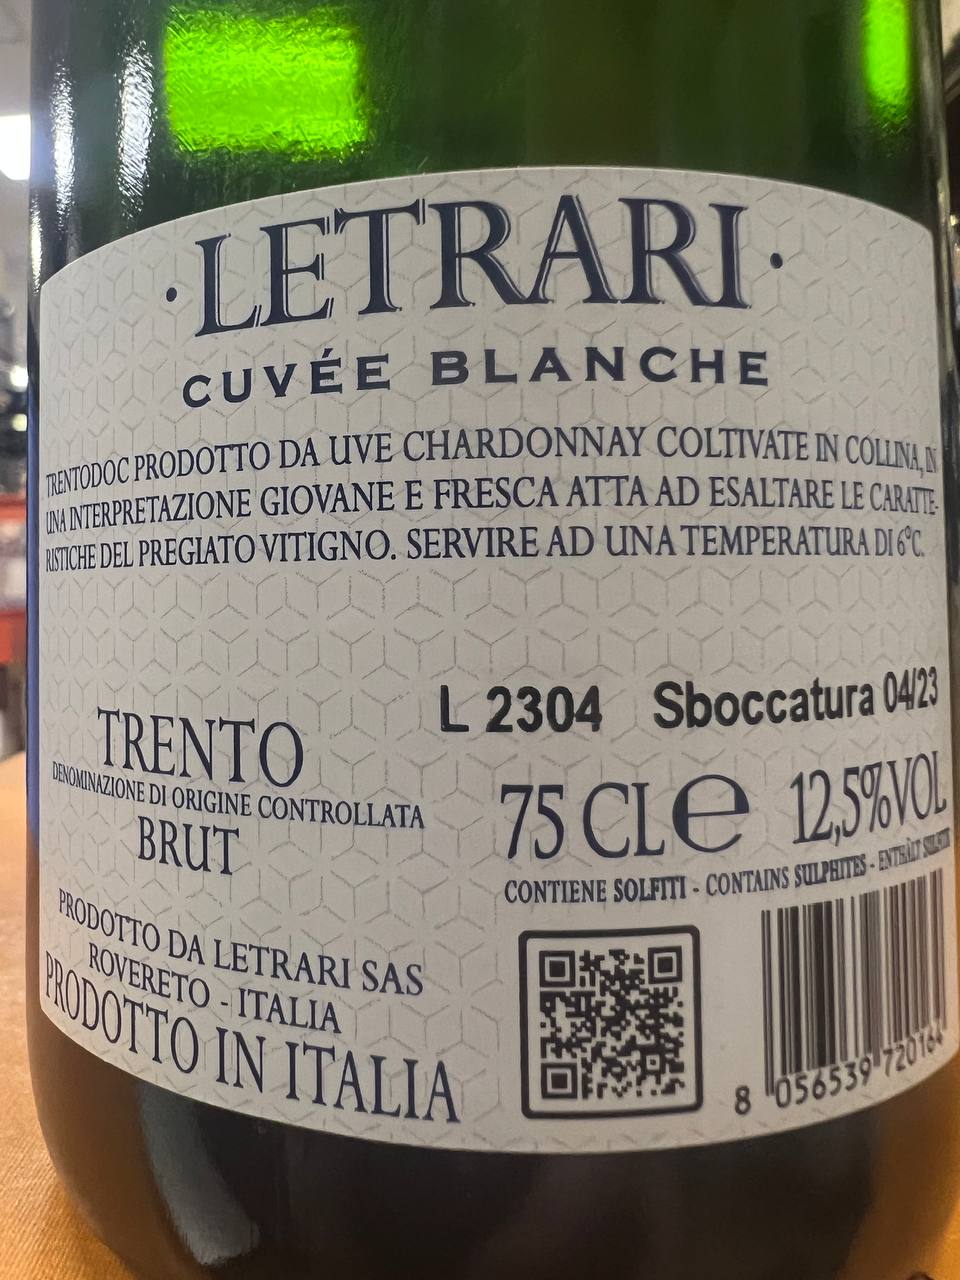 ·LETRARI·
CUVÉE BLANCHE
TRENTODOC PRODOTTO DA UVE CHARDONNAY COLTIVATE IN COLLINA, IN
UNA INTERPRETAZIONE GIOVANE E FRESCA ATTA AD ESALTARE LE CARATTE-
RISTICHE DEL PREGIATO VITIGNO. SERVIRE AD UNA TEMPERATURA DI 6°C.
L 2304 Sboccatura 04/23
TRENTO
DENOMINAZIONE DI ORIGINE CONTROLLATA
BRUT
75 CL e 12,5%VOL
CONTIENE SOLFITI - CONTAINS SULPHITES - ENTHÄLT SULFITE
PRODOTTO DA LETRARI SAS
ROVERETO - ITALIA
PRODOTTO IN ITALIA
8 056539 720164